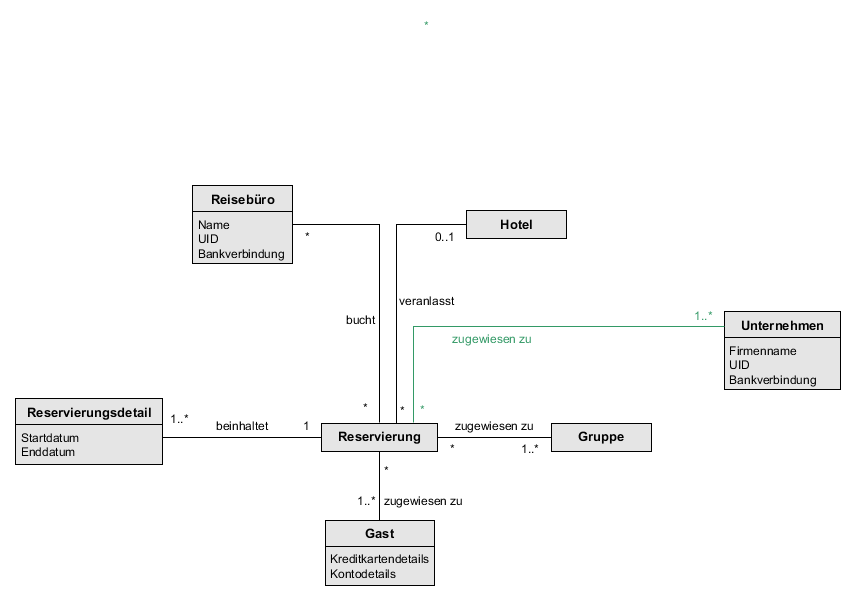 *
Reisebüro
Name
UID
Bankverbindung
*
Hotel
0..1
veranlasst
bucht
1..*
Unternehmen
Firmenname
UID
Bankverbindung
zugewiesen zu
*
*
*
Reservierungsdetail
Startdatum
Enddatum
1..*
beinhaltet
1
Reservierung
zugewiesen zu
*
1..*
Gruppe
*
1..*
zugewiesen zu
Gast
Kreditkartendetails
Kontodetails